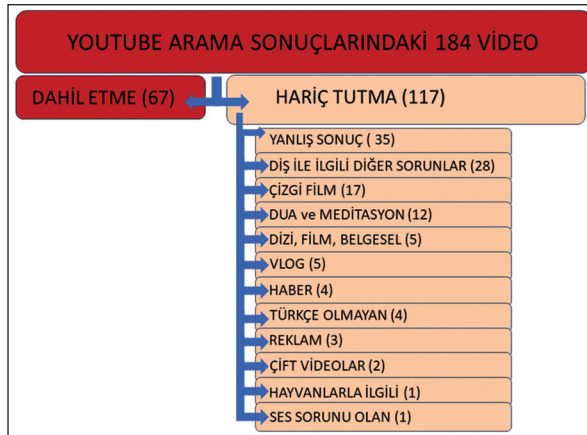 YOUTUBE ARAMA SONUÇLARINDAKİ 184 VİDEO
DAHİL ETME (67)
HARİÇ TUTMA (117)
YANLIŞ SONUÇ ( 35)
DİŞ İLE İLGİLİ DİĞER SORUNLAR (28)
ÇİZGİ FİLM (17)
DUA ve MEDİTASYON (12)
DİZİ, FİLM, BELGESEL (5)
VLOG (5)
HABER (4)
TÜRKÇE OLMAYAN (4)
REKLAM (3)
ÇİFT VİDEOLAR (2)
HAYVANLARLA İLGİLİ (1)
SES SORUNU OLAN (1)